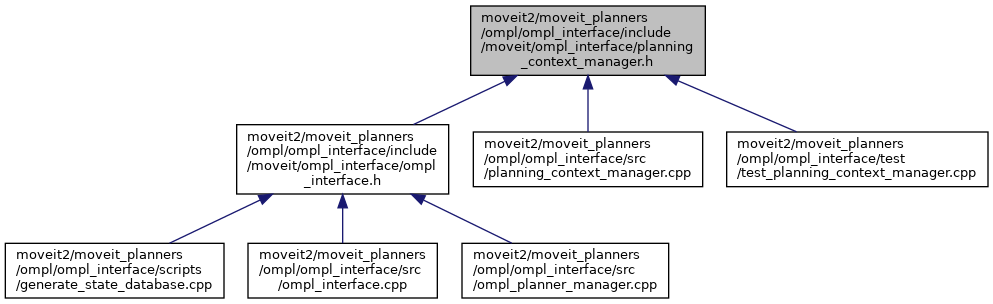 moveit2/moveit_planners
/ompl/ompl_interface/include
/moveit/ompl_interface/planning
_context_manager.h
moveit2/moveit_planners
/ompl/ompl_interface/include
/moveit/ompl_interface/ompl
_interface.h
moveit2/moveit_planners
/ompl/ompl_interface/src
/planning_context_manager.cpp
moveit2/moveit_planners
/ompl/ompl_interface/test
/test_planning_context_manager.cpp
moveit2/moveit_planners
/ompl/ompl_interface/scripts
/generate_state_database.cpp
moveit2/moveit_planners
/ompl/ompl_interface/src
/ompl_interface.cpp
moveit2/moveit_planners
/ompl/ompl_interface/src
/ompl_planner_manager.cpp